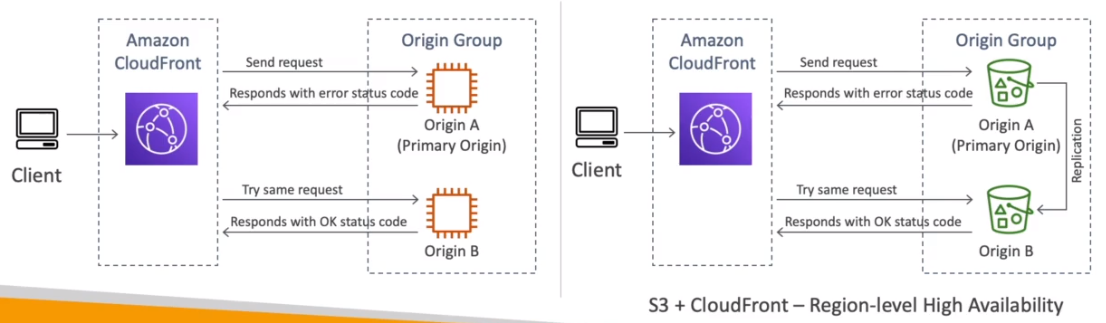 Amazon
CloudFront
Origin Group
Send request
Responds with error status code
Origin A
(Primary Origin)
Client
Try same request
Responds with OK status code
Origin B
Amazon
CloudFront
Origin Group
Send request
Responds with error status code
Origin A
(Primary Origin)
Replication
Client
Try same request
Responds with OK status code
Origin B
S3 + CloudFront – Region-level High Availability